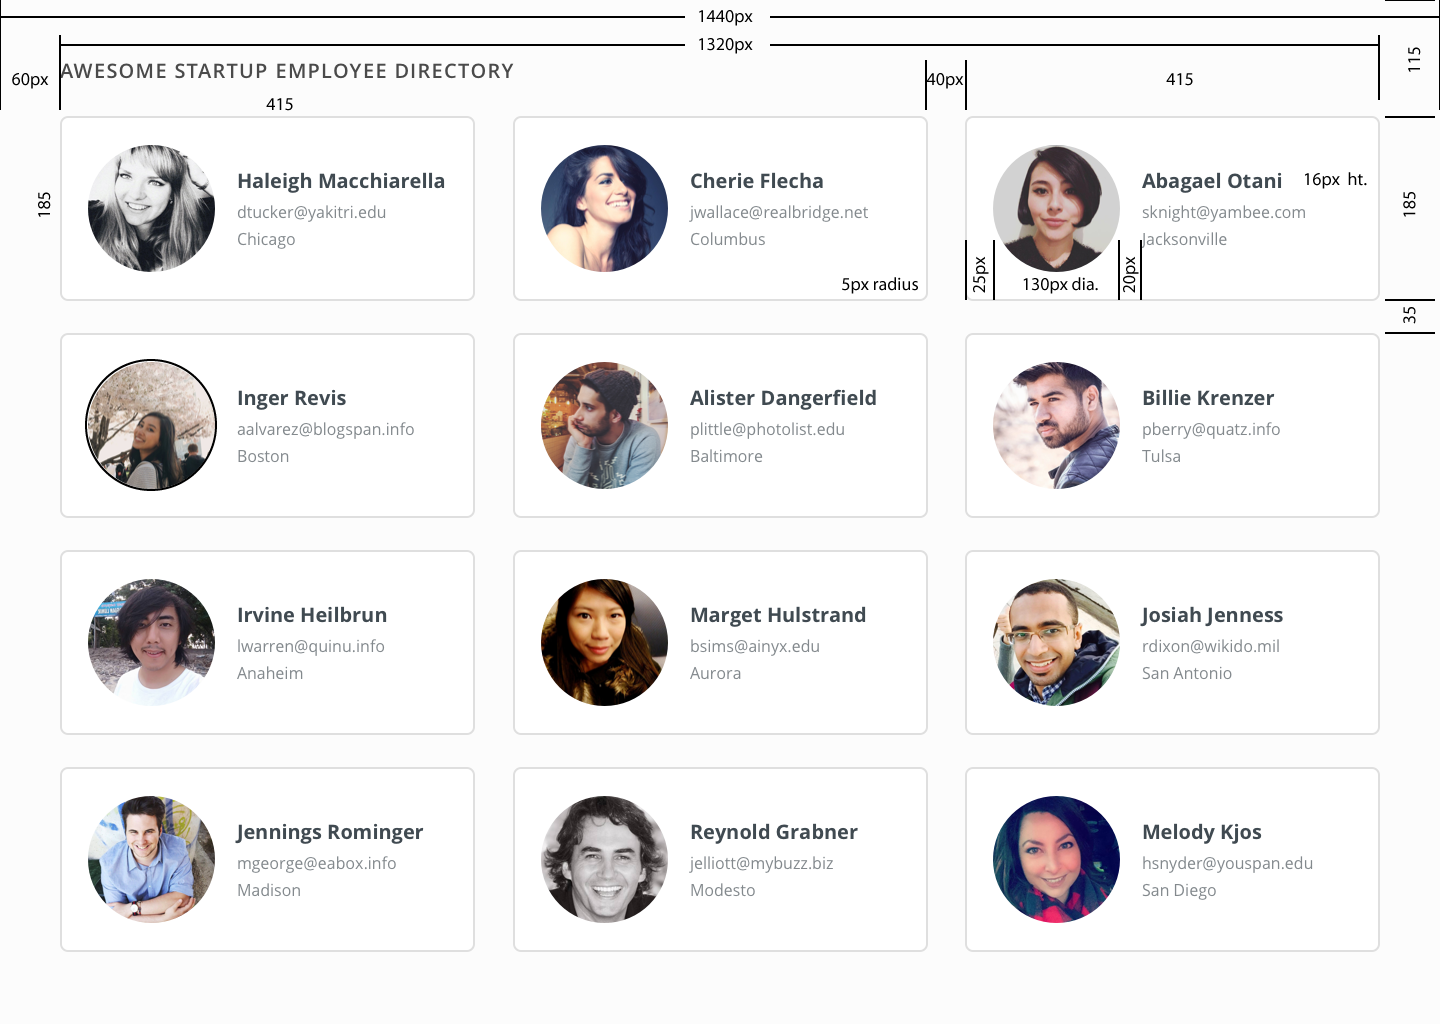 1440px
1320px
AWESOME STARTUP EMPLOYEE DIRECTORY
60px
40px
415
115
415
Haleigh Macchiarella
dtucker@yakitri.edu
Chicago
185
Cherie Flecha
jwallace@realbridge.net
Columbus
5px radius
Abagael Otani
16px ht.
sknight@yambee.com
Jacksonville
25px
130px dia.
20px
185
35
Inger Revis
aalvarez@blogspan.info
Boston
Alister Dangerfield
plittle@photolist.edu
Baltimore
Billie Krenzer
pberry@quatz.info
Tulsa
Irvine Heilbrun
lwarren@quinu.info
Anaheim
Marget Hulstrand
bsims@ainyx.edu
Aurora
Josiah Jenness
rdixon@wikido.mil
San Antonio
Jennings Rominger
mgeorge@eabox.info
Madison
Reynold Grabner
jelliott@mybuzz.biz
Modesto
Melody Kjos
hsnyder@youspan.edu
San Diego